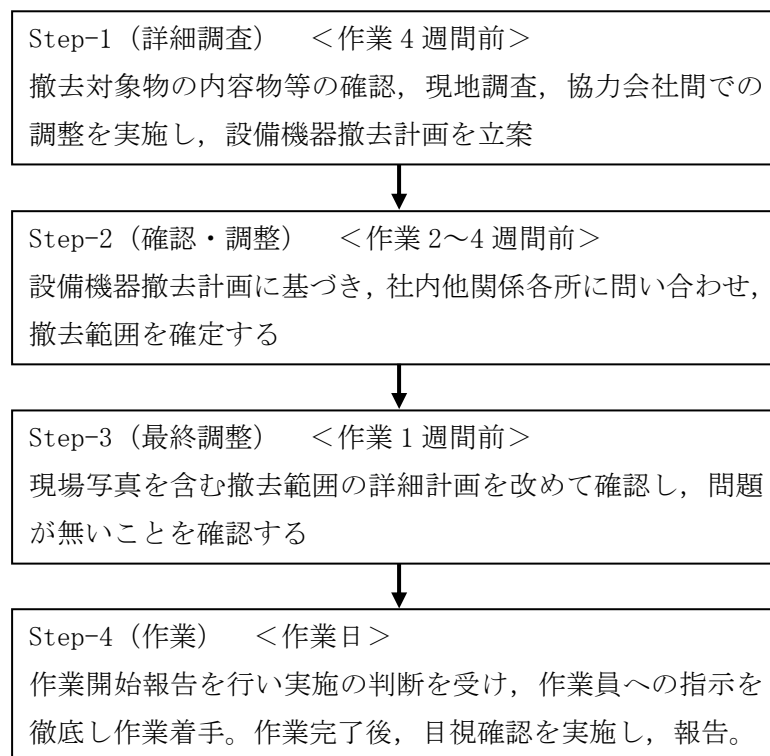 Step-1（詳細調査）　＜作業 4 週間前＞
撤去対象物の内容物等の確認，現地調査，協力会社間での
調整を実施し，設備機器撤去計画を立案
Step-2（確認・調整）　＜作業 2～4 週間前＞
設備機器撤去計画に基づき，社内他関係各所に問い合わせ，
撤去範囲を確定する
Step-3（最終調整）　＜作業 1 週間前＞
現場写真を含む撤去範囲の詳細計画を改めて確認し，問題
が無いことを確認する
Step-4（作業）　＜作業日＞
作業開始報告を行い実施の判断を受け，作業員への指示を
徹底し作業着手。作業完了後，目視確認を実施し，報告。